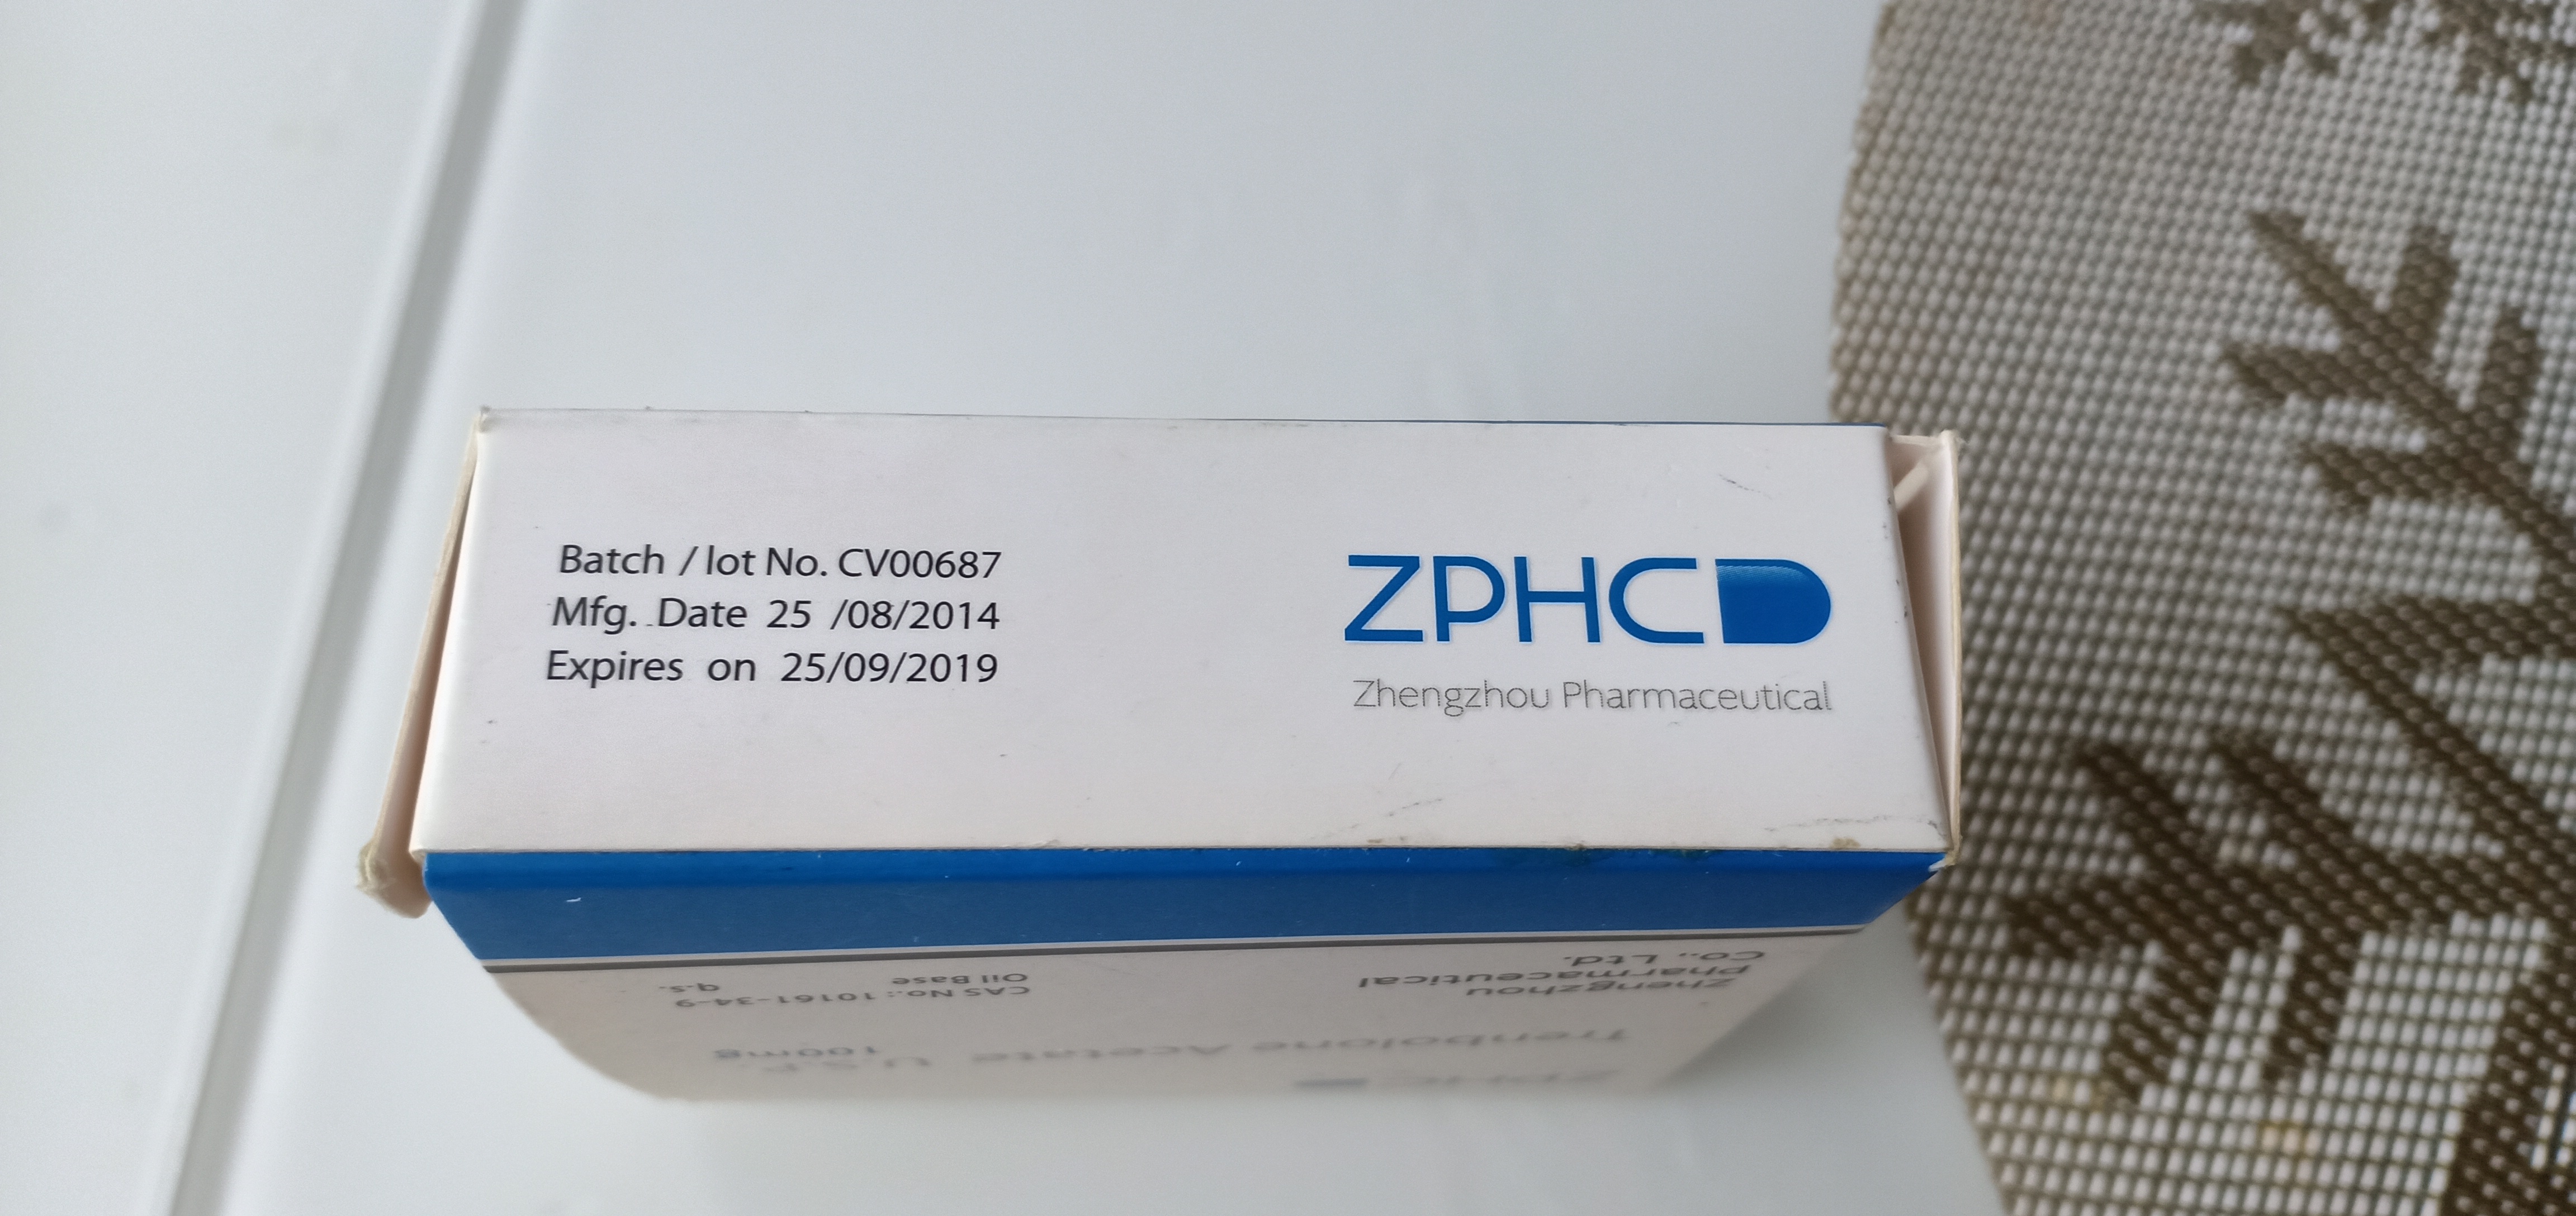 Batch / lot No. CV00687
Mfg. Date 25 /08/2014
Expires on 25/09/2019
ZPHC
Zhengzhou Pharmaceutical
ZPHC
Trenbolone Acetate U.S.P. 100mg
Zhengzhou
Pharmaceutical
Co., Ltd.
CAS No.: 10161-34-9
Oil Base q.s.